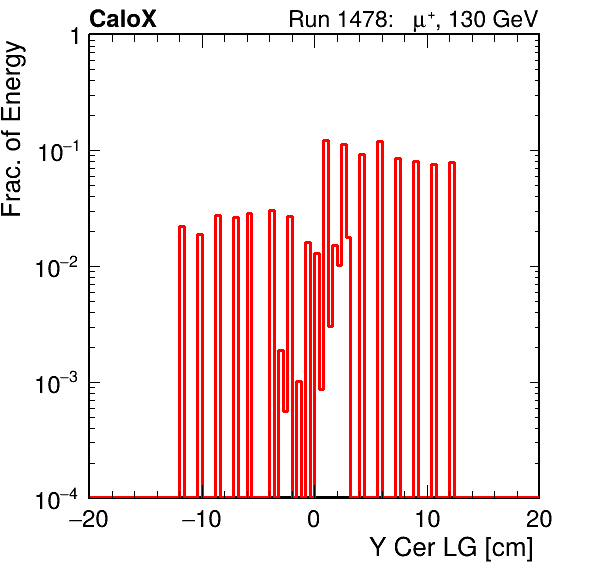 CaloX Run 1478: μ⁺, 130 GeV
Frac. of Energy
1
10⁻¹
10⁻²
10⁻³
10⁻⁴
−20 −10 0 10 20
Y Cer LG [cm]